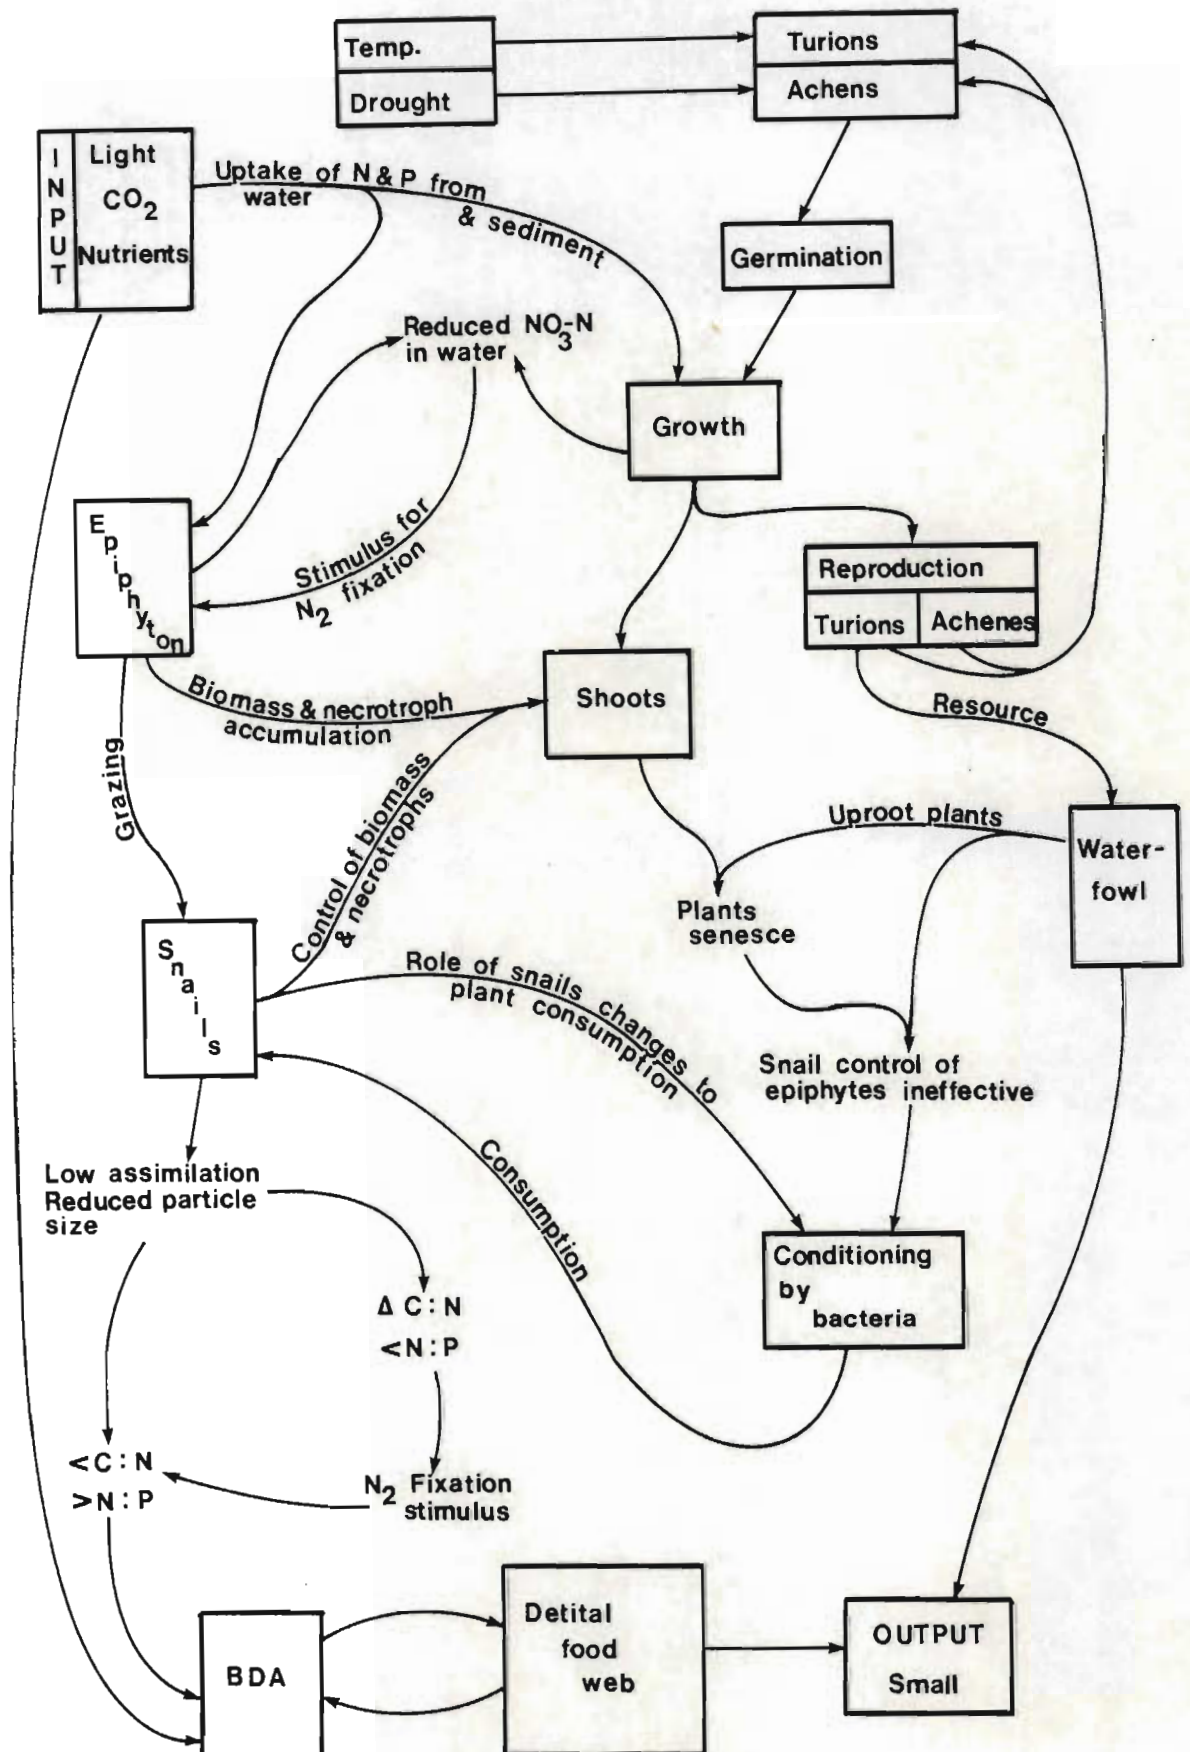 Temp.
Drought
Turions
Achens
INPUT
Light
CO2
Nutrients
Uptake of N & P from
water
& sediment
Germination
Reduced NO3-N
in water
Growth
Epiphyton
Stimulus for
N2 fixation
Reproduction
Turions
Achenes
Shoots
Biomass & necrotroph
accumulation
Resource
Grazing
Control of biomass
& necrotrophs
Uproot plants
Water-
fowl
Plants
senesce
Snails
Role of snails changes to
plant consumption
Snail control of
epiphytes ineffective
Consumption
Low assimilation
Reduced particle
size
Conditioning
by
bacteria
Δ C:N
<N:P
<C:N
>N:P
N2 Fixation
stimulus
Detital
food
web
BDA
OUTPUT
Small